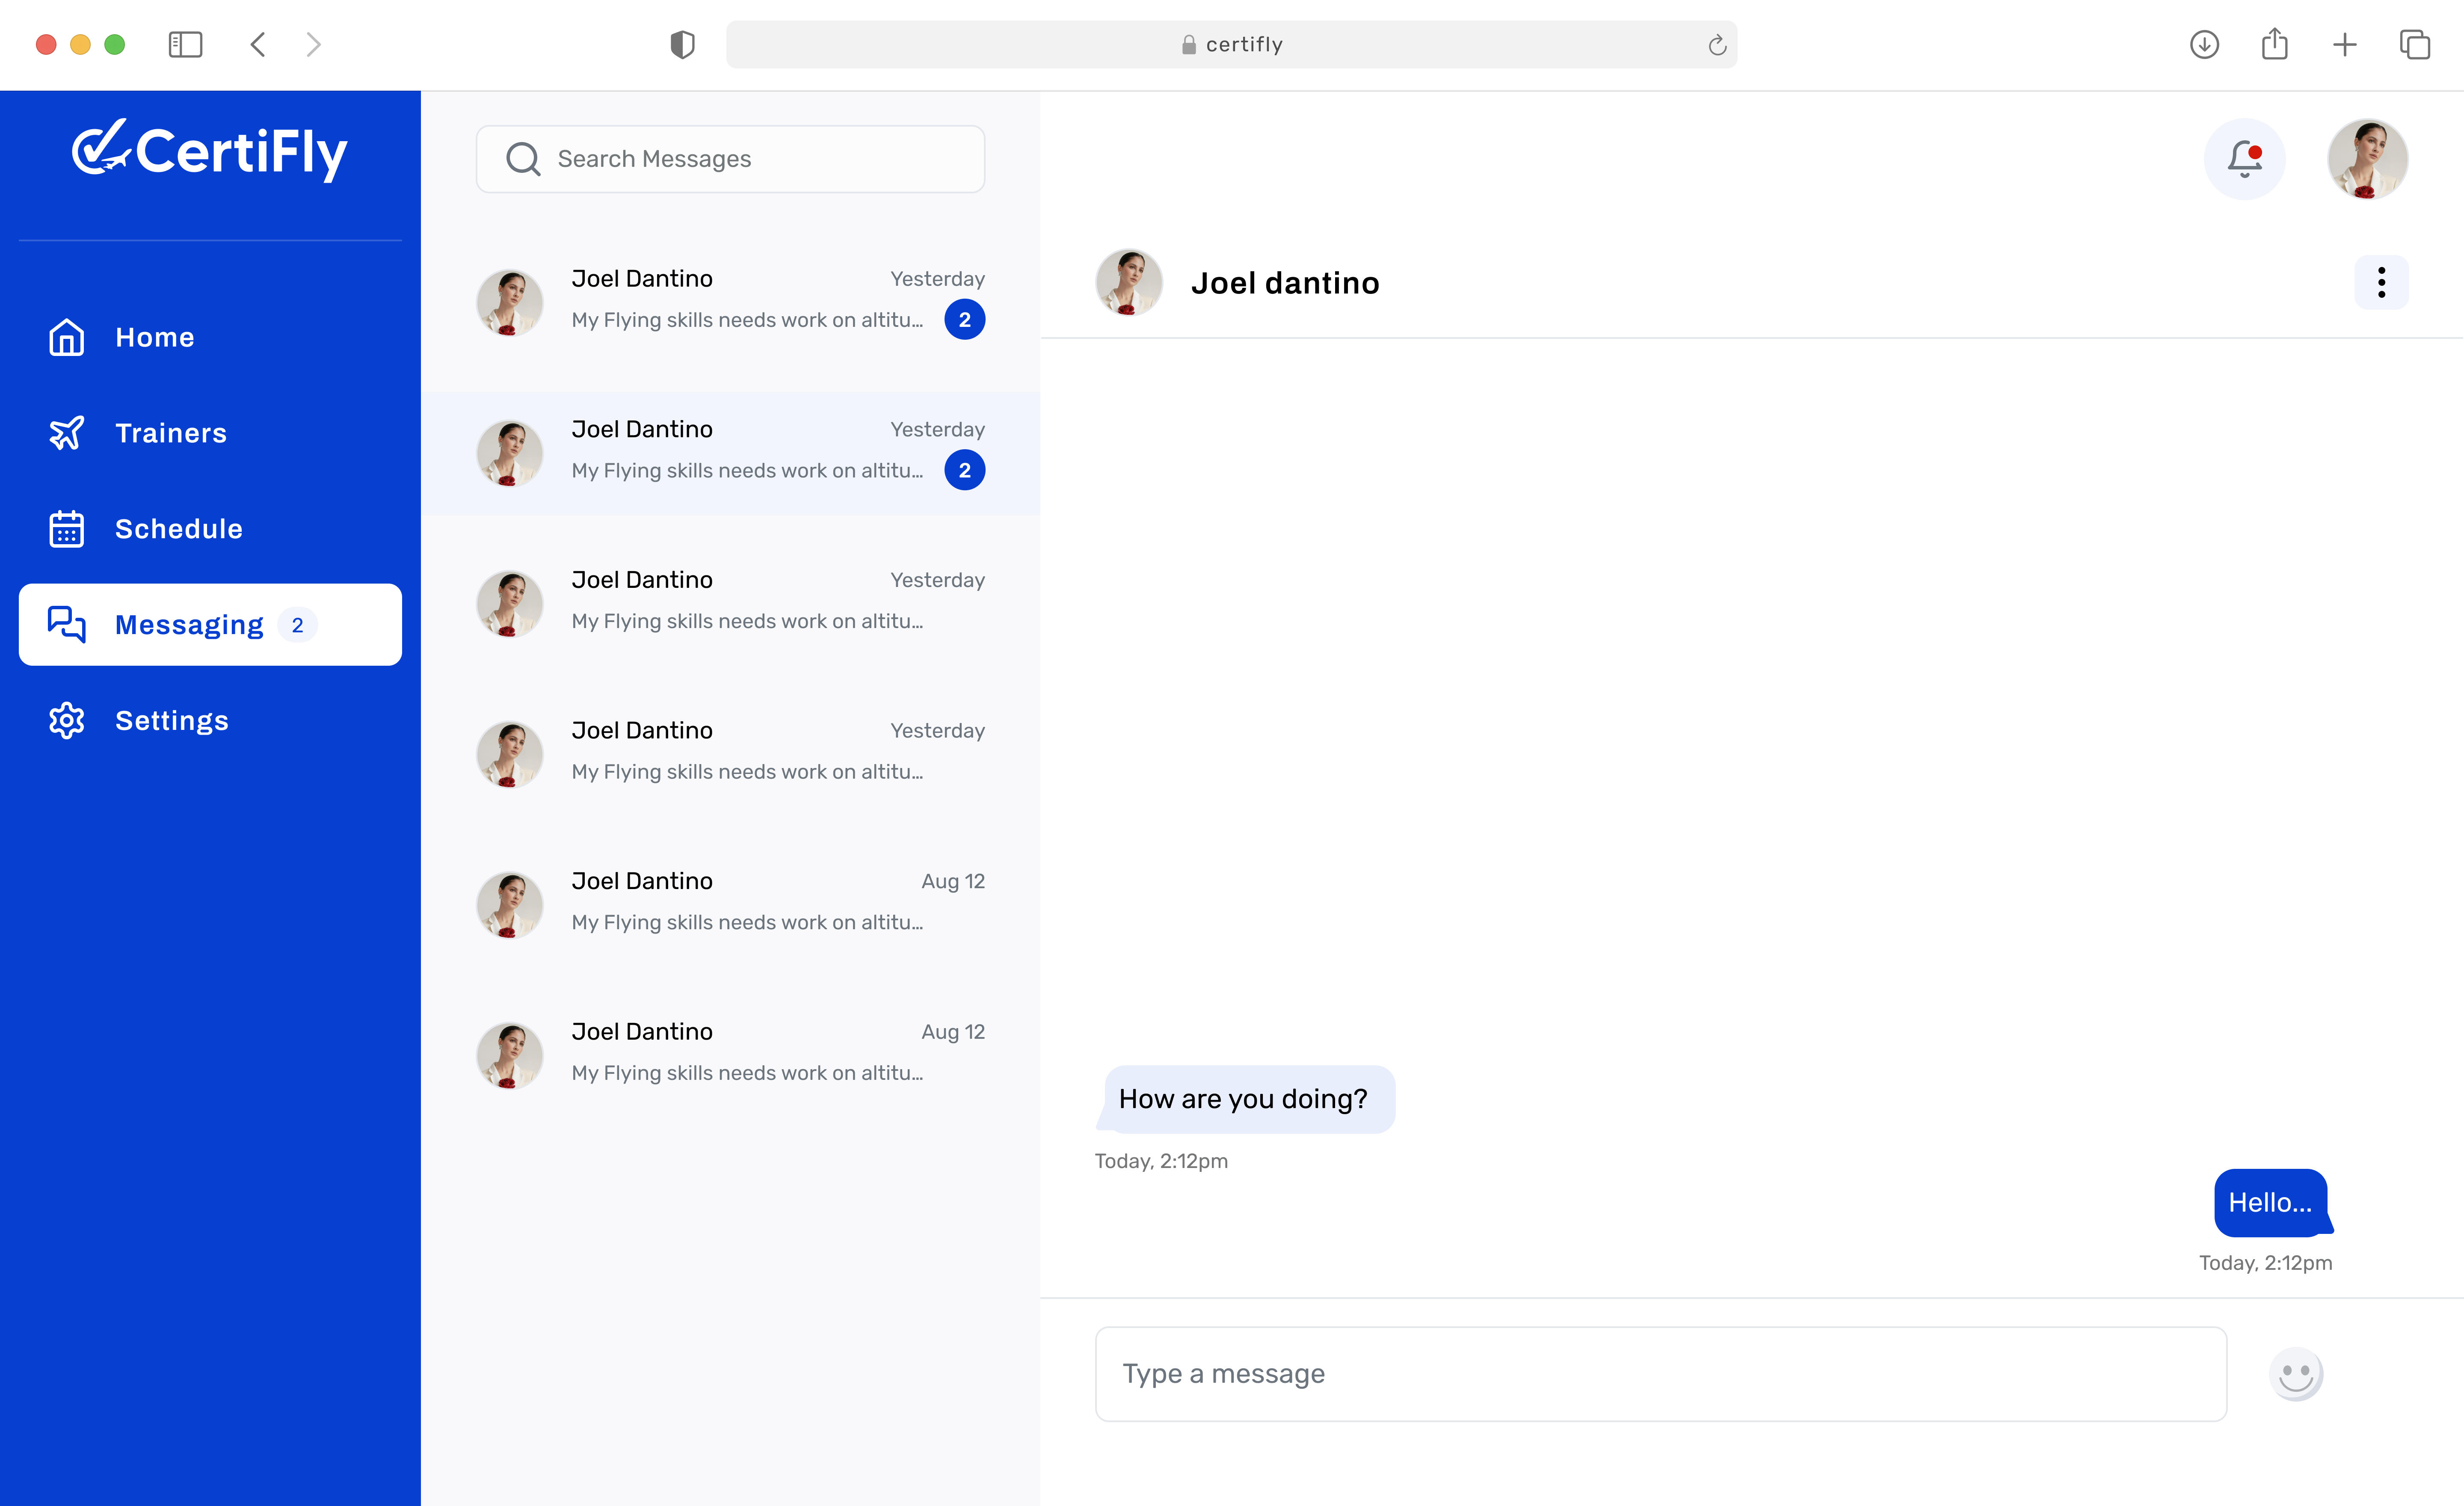 certifly
CertiFly
Home
Trainers
Schedule
Messaging 2
Settings
Search Messages
Joel Dantino Yesterday
My Flying skills needs work on altitu... 2
Joel Dantino Yesterday
My Flying skills needs work on altitu... 2
Joel Dantino Yesterday
My Flying skills needs work on altitu...
Joel Dantino Yesterday
My Flying skills needs work on altitu...
Joel Dantino Aug 12
My Flying skills needs work on altitu...
Joel Dantino Aug 12
My Flying skills needs work on altitu...
Joel dantino
How are you doing?
Today, 2:12pm
Hello...
Today, 2:12pm
Type a message